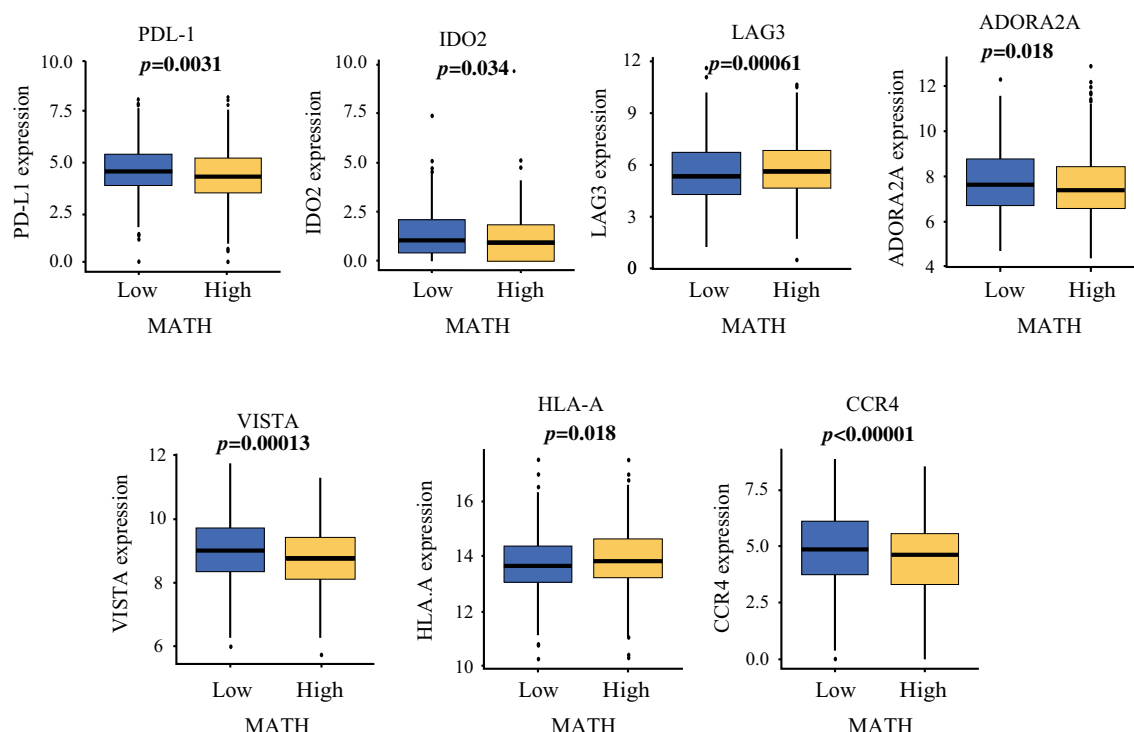 PDL-1
p=0.0031
PD-L1 expression
10.0
7.5
5.0
2.5
0.0
Low High
MATH
IDO2
p=0.034
IDO2 expression
10.0
7.5
5.0
2.5
0.0
Low High
MATH
LAG3
p=0.00061
LAG3 expression
12
9
6
3
0
Low High
MATH
ADORA2A
p=0.018
ADORA2A expression
12
10
8
6
4
Low High
MATH
VISTA
p=0.00013
VISTA expression
12
10
8
6
Low High
MATH
HLA-A
p=0.018
HLA.A expression
16
14
12
10
Low High
MATH
CCR4
p<0.00001
CCR4 expression
7.5
5.0
2.5
0.0
Low High
MATH